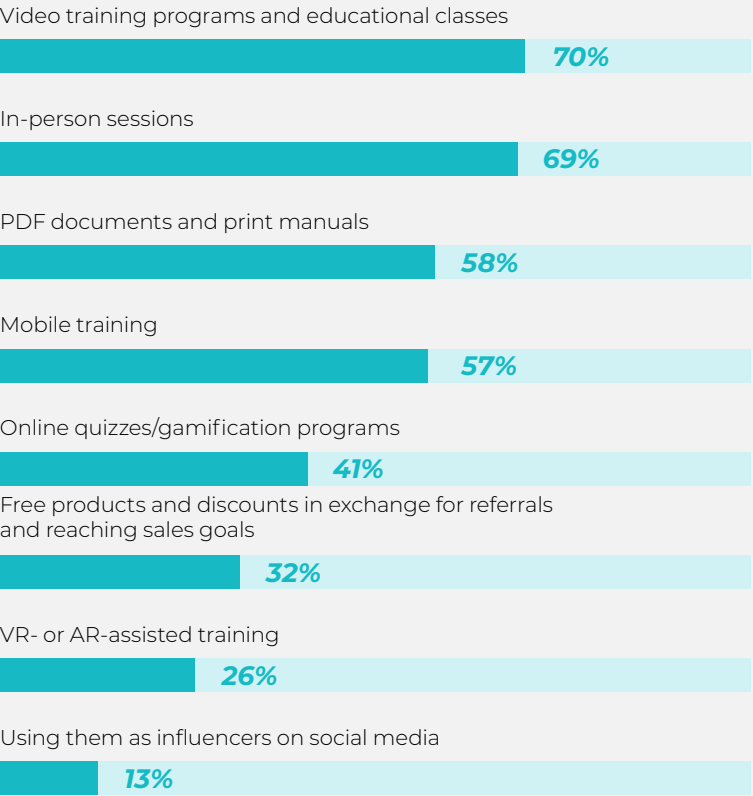 Video training programs and educational classes
70%
In-person sessions
69%
PDF documents and print manuals
58%
Mobile training
57%
Online quizzes/gamification programs
41%
Free products and discounts in exchange for referrals
and reaching sales goals
32%
VR- or AR-assisted training
26%
Using them as influencers on social media
13%